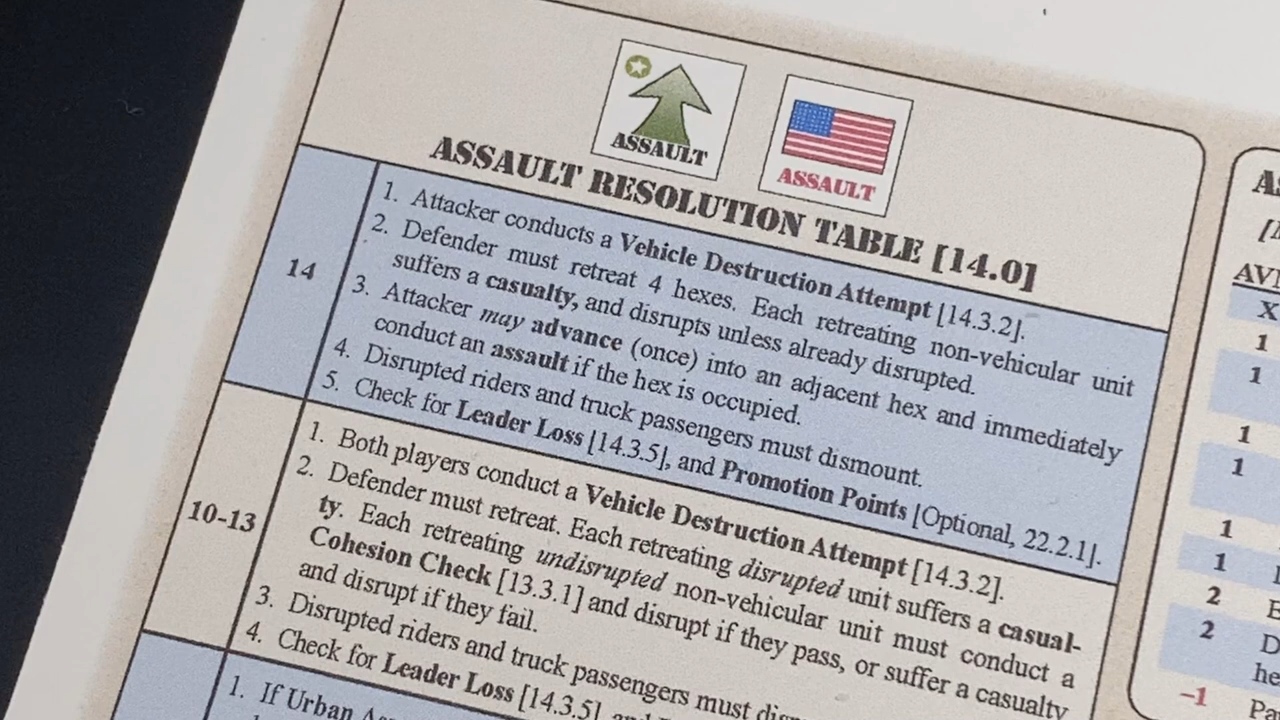 ASSAULT
ASSAULT
ASSAULT RESOLUTION TABLE [14.0]
14
1. Attacker conducts a Vehicle Destruction Attempt [14.3.2].
2. Defender must retreat 4 hexes. Each retreating non-vehicular unit
suffers a casualty, and disrupts unless already disrupted.
3. Attacker may advance (once) into an adjacent hex and immediately
conduct an assault if the hex is occupied.
4. Disrupted riders and truck passengers must dismount.
5. Check for Leader Loss [14.3.5], and Promotion Points [Optional, 22.2.1].
10-13
1. Both players conduct a Vehicle Destruction Attempt [14.3.2].
2. Defender must retreat. Each retreating disrupted unit suffers a casual-
ty. Each retreating undisrupted non-vehicular unit must conduct a
Cohesion Check [13.3.1] and disrupt if they pass, or suffer a casualty
and disrupt if they fail.
3. Disrupted riders and truck passengers must
4. Check for Leader Loss [14.3.5], and
1. If Urban
X
1
1
1
1
1
1
2
2
he
-1